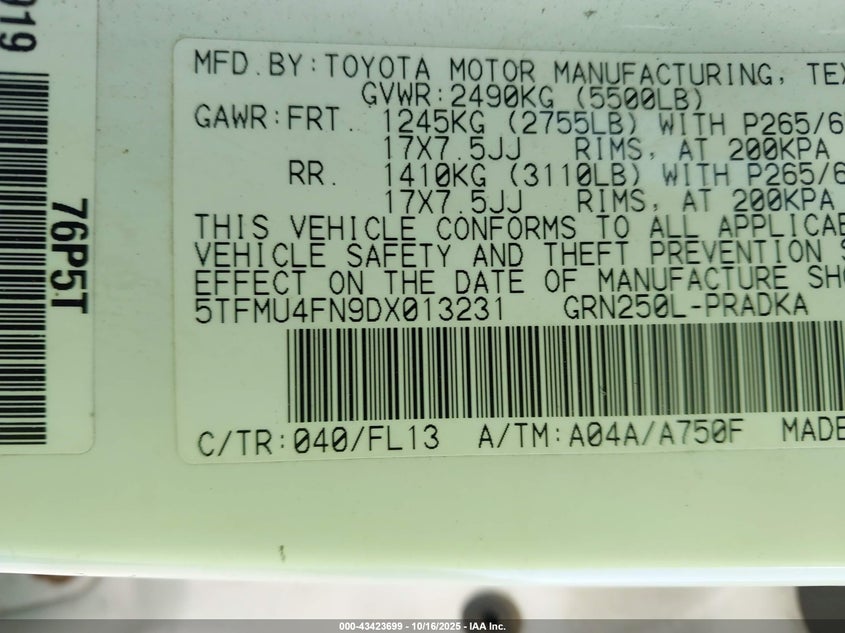 MFD.BY:TOYOTA MOTOR MANUFACTURING, TEX
GVWR:2490KG (5500LB)
GAWR:FRT. 1245KG (2755LB) WITH P265/6
17X7.5JJ RIMS, AT 200KPA
RR. 1410KG (3110LB) WITH P265/6
17X7.5JJ RIMS, AT 200KPA
THIS VEHICLE CONFORMS TO ALL APPLICAB
VEHICLE SAFETY AND THEFT PREVENTION S
EFFECT ON THE DATE OF MANUFACTURE SHO
5TFMU4FN9DX013231 GRN250L-PRADKA
C/TR:040/FL13 A/TM:A04A/A750F MADE
919
76P5T
000-43423699 - 10/16/2025 - IAA Inc.